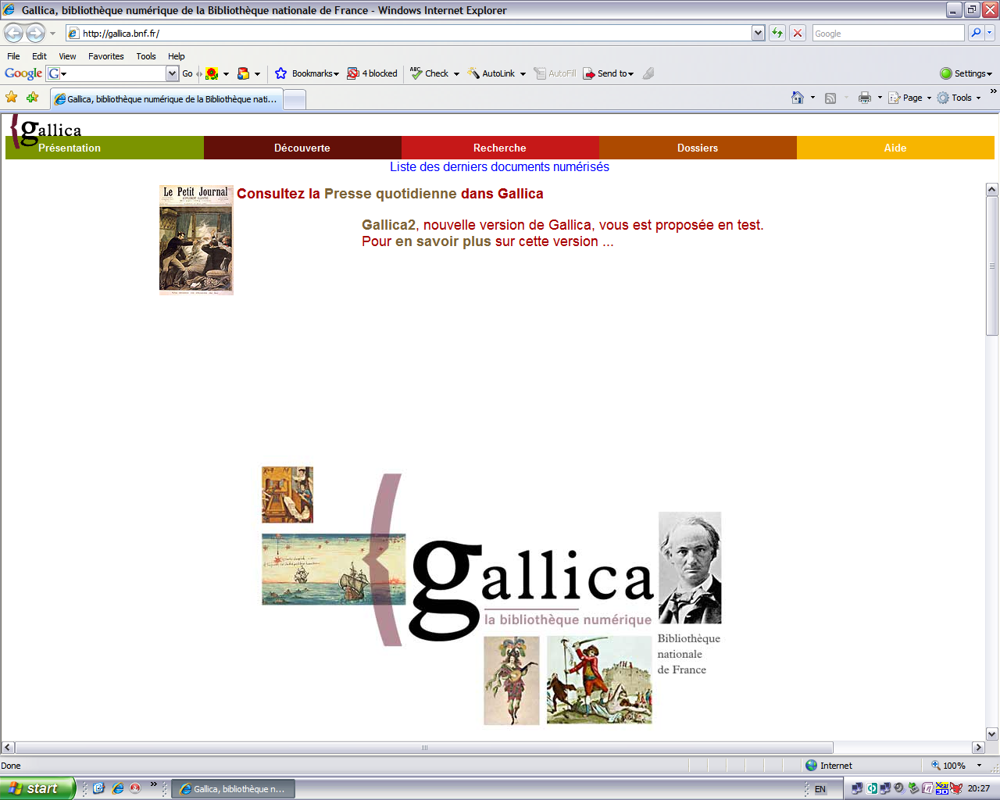 Gallica, bibliothèque numérique de la Bibliothèque nationale de France - Windows Internet Explorer
http://gallica.bnf.fr/
Google
File Edit View Favorites Tools Help
Google G Go Bookmarks 4 blocked ABC Check AutoLink AutoFill Send to Settings
Gallica, bibliothèque numérique de la Bibliothèque nati...
Page Tools
gallica
Présentation Découverte Recherche Dossiers Aide
Liste des derniers documents numérisés
Le Petit Journal
Consultez la Presse quotidienne dans Gallica
Gallica2, nouvelle version de Gallica, vous est proposée en test.
Pour en savoir plus sur cette version ...
gallica
la bibliothèque numérique
Bibliothèque
nationale
de France
Done Internet 100%
start Gallica, bibliothèque n... EN 20:27